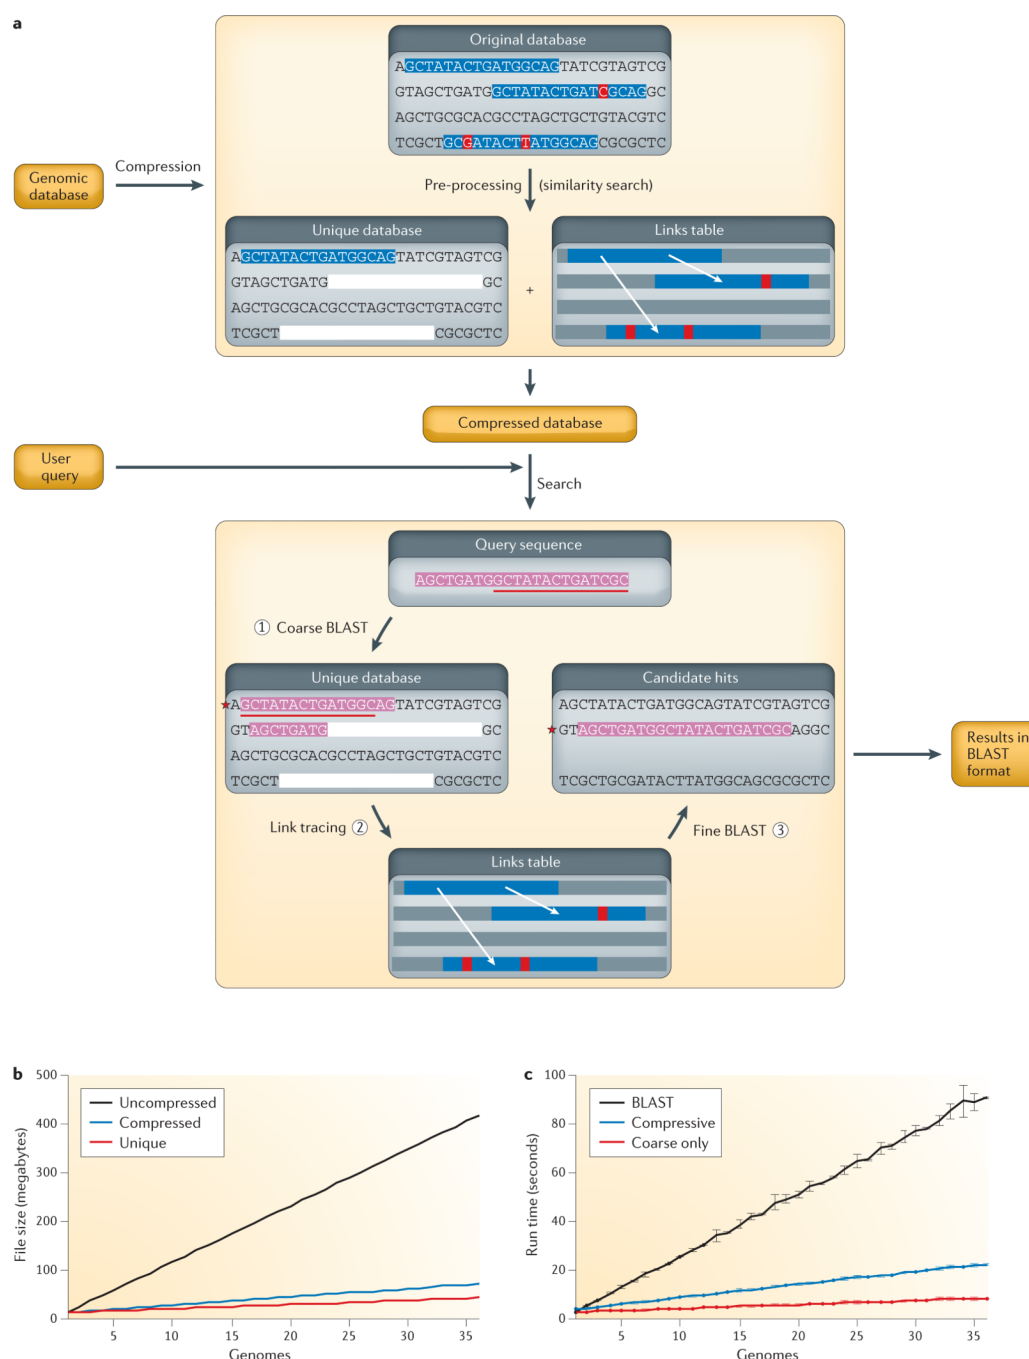 a
Original database
AGCTATACTGATGGCAGTATCGTAGTCG
GTAGCTGATGGCTATACTGATCGCAGGC
AGCTGCGCACGCCTAGCTGCTGTACGTC
TCGCTGCGATACTTATGGCAGCGCGCTC
Genomic
database
Compression
Pre-processing (similarity search)
Unique database
AGCTATACTGATGGCAGTATCGTAGTCG
GTAGCTGATG GC
AGCTGCGCACGCCTAGCTGCTGTACGTC
TCGCT CGCGCTC
+
Links table
Compressed database
User
query
Search
Query sequence
AGCTGATGGCTATACTGATCGC
1 Coarse BLAST
Unique database
AGCTATACTGATGGCAGTATCGTAGTCG
GTAGCTGATG GC
AGCTGCGCACGCCTAGCTGCTGTACGTC
TCGCT CGCGCTC
Candidate hits
AGCTATACTGATGGCAGTATCGTAGTCG
GTAGCTGATGGCTATACTGATCGCAGGC
TCGCTGCGATACTTATGGCAGCGCGCTC
Results in
BLAST
format
Link tracing 2
Fine BLAST 3
Links table
b
500
400
300
200
100
0
File size (megabytes)
Uncompressed
Compressed
Unique
5 10 15 20 25 30 35
Genomes
c
100
80
60
40
20
0
Run time (seconds)
BLAST
Compressive
Coarse only
5 10 15 20 25 30 35
Genomes